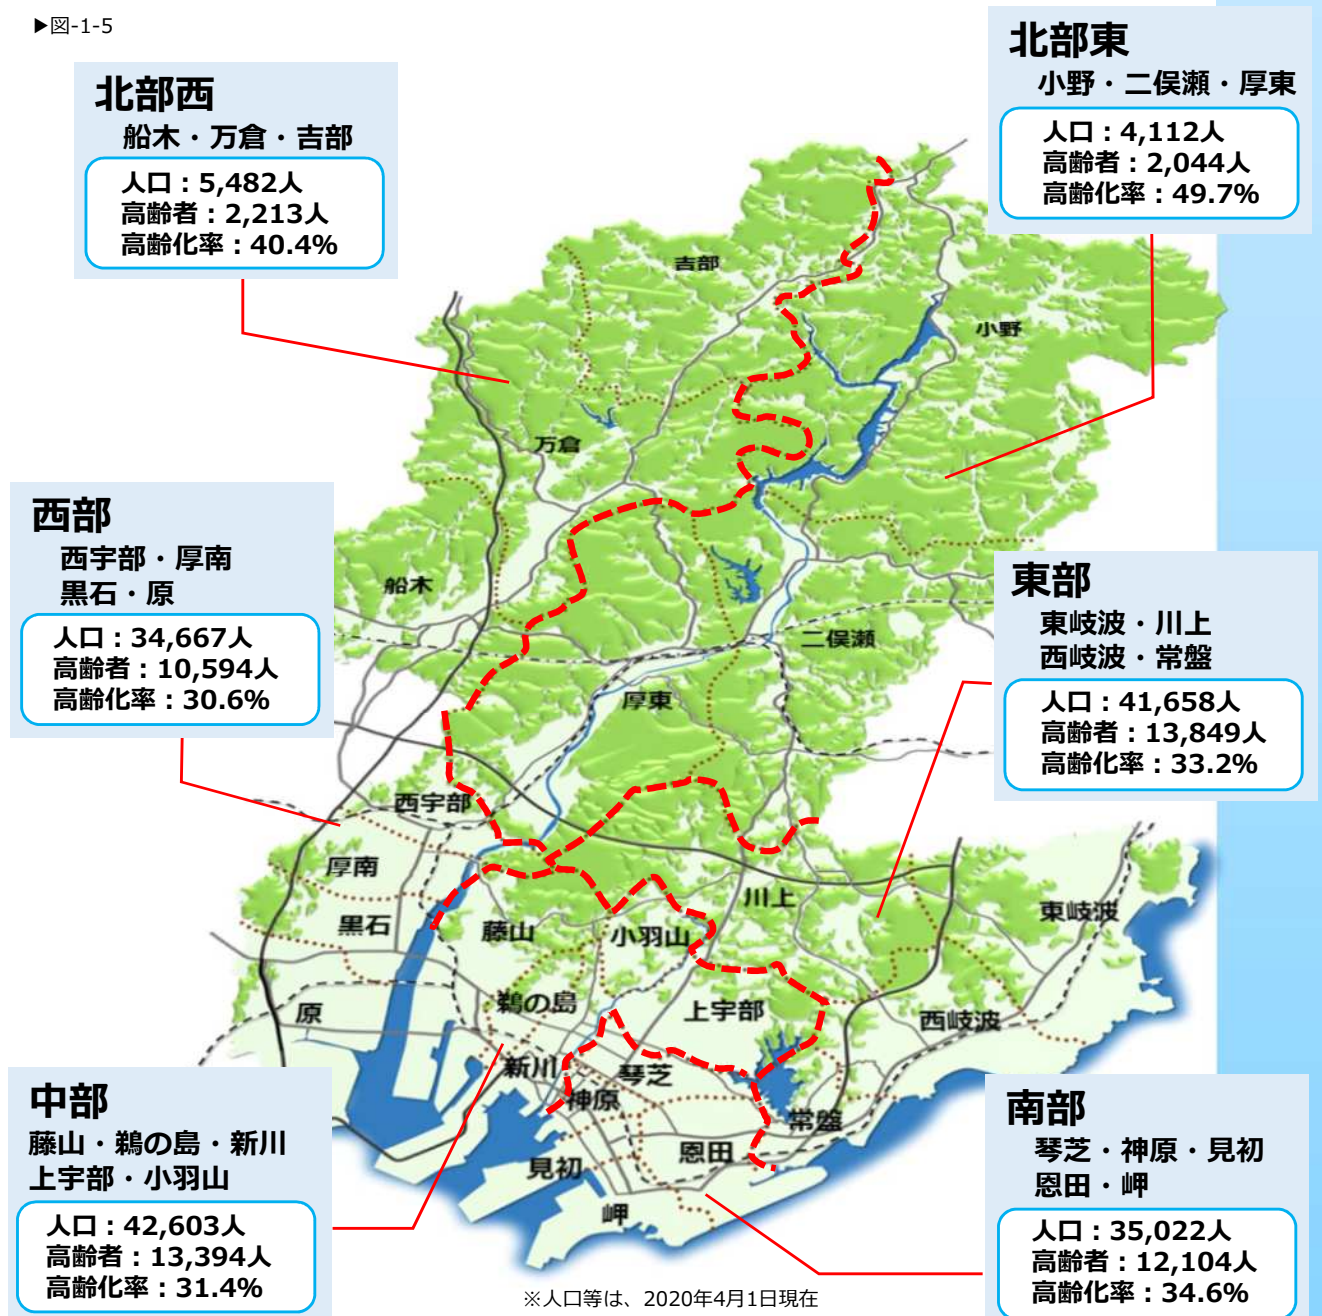 ▶図-1-5
北部東
小野・二俣瀬・厚東
人口：4,112人
高齢者：2,044人
高齢化率：49.7%
北部西
船木・万倉・吉部
人口：5,482人
高齢者：2,213人
高齢化率：40.4%
吉部
小野
万倉
船木
二俣瀬
厚東
西部
西宇部・厚南
黒石・原
人口：34,667人
高齢者：10,594人
高齢化率：30.6%
東部
東岐波・川上
西岐波・常盤
人口：41,658人
高齢者：13,849人
高齢化率：33.2%
西宇部
厚南
黒石
原
藤山
小羽山
川上
東岐波
鵜の島
上宇部
西岐波
新川
琴芝
神原
常盤
恩田
見初
岬
中部
藤山・鵜の島・新川
上宇部・小羽山
人口：42,603人
高齢者：13,394人
高齢化率：31.4%
南部
琴芝・神原・見初
恩田・岬
人口：35,022人
高齢者：12,104人
高齢化率：34.6%
※人口等は、2020年4月1日現在